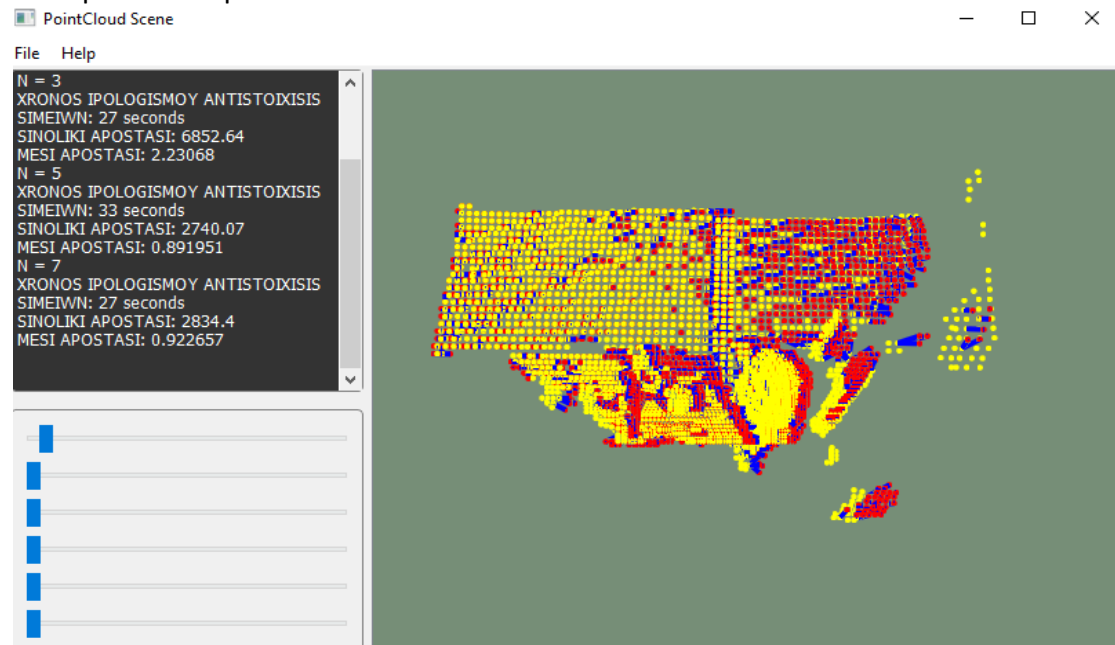 PointCloud Scene
File Help
N = 3
XRONOS IPOLOGISMOY ANTISTOIXISIS
SIMEIWN: 27 seconds
SINOLIKI APOSTASI: 6852.64
MESI APOSTASI: 2.23068
N = 5
XRONOS IPOLOGISMOY ANTISTOIXISIS
SIMEIWN: 33 seconds
SINOLIKI APOSTASI: 2740.07
MESI APOSTASI: 0.891951
N = 7
XRONOS IPOLOGISMOY ANTISTOIXISIS
SIMEIWN: 27 seconds
SINOLIKI APOSTASI: 2834.4
MESI APOSTASI: 0.922657